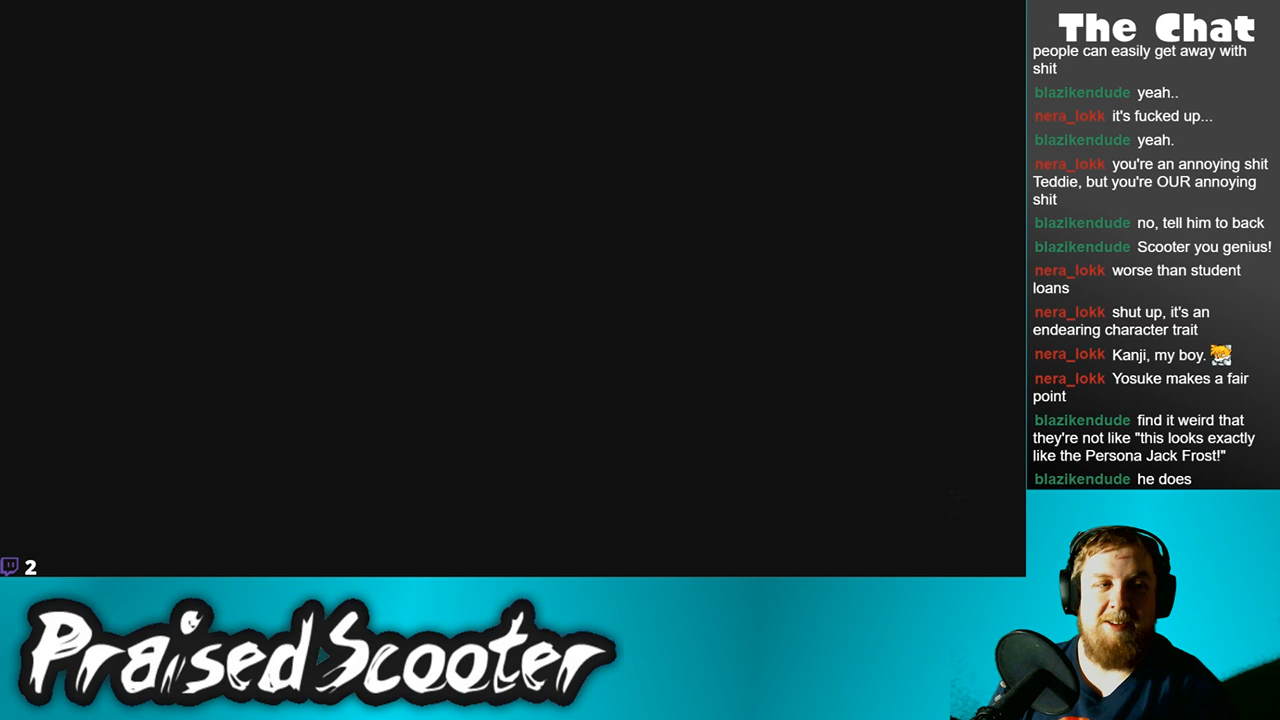 The Chat
people can easily get away with
shit
blazikendude yeah..
nera_lokk it's fucked up...
blazikendude yeah.
nera_lokk you're an annoying shit
Teddie, but you're OUR annoying
shit
blazikendude no, tell him to back
blazikendude Scooter you genius!
nera_lokk worse than student
loans
nera_lokk shut up, it's an
endearing character trait
nera_lokk Kanji, my boy.
nera_lokk Yosuke makes a fair
point
blazikendude find it weird that
they're not like "this looks exactly
like the Persona Jack Frost!"
blazikendude he does
2
PraisedScooter